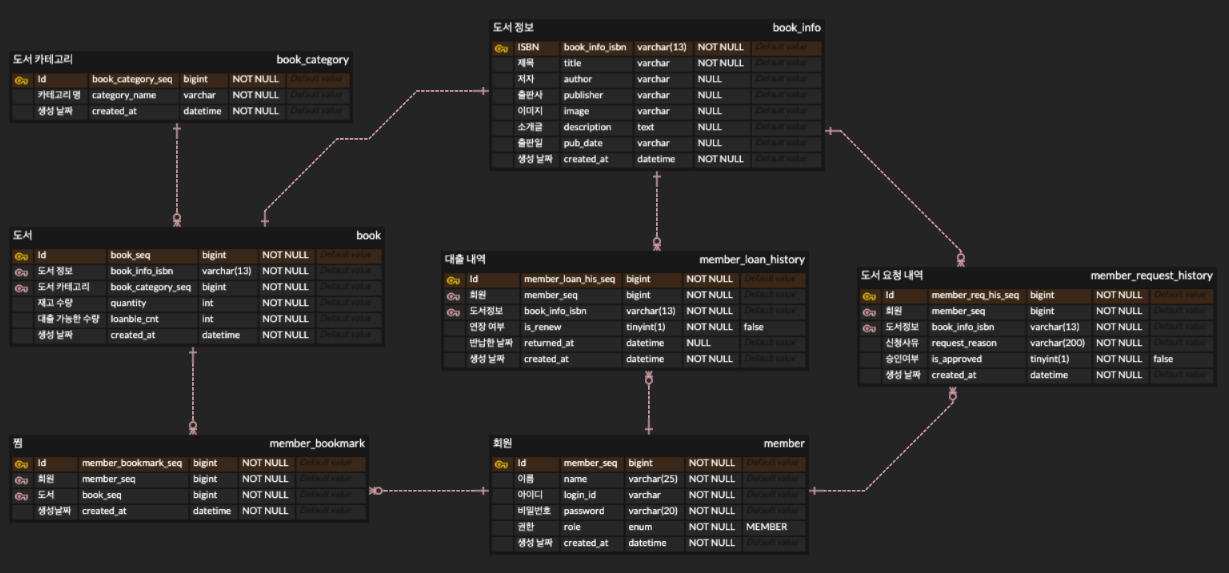 도서 카테고리 book_category
Id book_category_seq bigint NOT NULL Default value
카테고리 명 category_name varchar NOT NULL Default value
생성 날짜 created_at datetime NOT NULL Default value
도서 정보 book_info
ISBN book_info_isbn varchar(13) NOT NULL Default value
제목 title varchar NOT NULL Default value
저자 author varchar NULL Default value
출판사 publisher varchar NULL Default value
이미지 image varchar NULL Default value
소개글 description text NULL Default value
출판일 pub_date varchar NULL Default value
생성 날짜 created_at datetime NOT NULL Default value
도서 book
Id book_seq bigint NOT NULL Default value
도서 정보 book_info_isbn varchar(13) NOT NULL Default value
도서 카테고리 book_category_seq bigint NOT NULL Default value
재고 수량 quantity int NOT NULL Default value
대출 가능한 수량 loanble_cnt int NOT NULL Default value
생성 날짜 created_at datetime NOT NULL Default value
대출 내역 member_loan_history
Id member_loan_his_seq bigint NOT NULL Default value
회원 member_seq bigint NOT NULL Default value
도서정보 book_info_isbn varchar(13) NOT NULL Default value
연장 여부 is_renew tinyint(1) NOT NULL false
반납한 날짜 returned_at datetime NULL Default value
생성 날짜 created_at datetime NOT NULL Default value
도서 요청 내역 member_request_history
Id member_req_his_seq bigint NOT NULL Default value
회원 member_seq bigint NOT NULL Default value
도서정보 book_info_isbn varchar(13) NOT NULL Default value
신청사유 request_reason varchar(200) NOT NULL Default value
승인여부 is_approved tinyint(1) NOT NULL false
생성 날짜 created_at datetime NOT NULL Default value
찜 member_bookmark
Id member_bookmark_seq bigint NOT NULL Default value
회원 member_seq bigint NOT NULL Default value
도서 book_seq bigint NOT NULL Default value
생성날짜 created_at datetime NOT NULL Default value
회원 member
Id member_seq bigint NOT NULL Default value
이름 name varchar(25) NOT NULL Default value
아이디 login_id varchar NOT NULL Default value
비밀번호 password varchar(20) NOT NULL Default value
권한 role enum NOT NULL MEMBER
생성 날짜 created_at datetime NOT NULL Default value